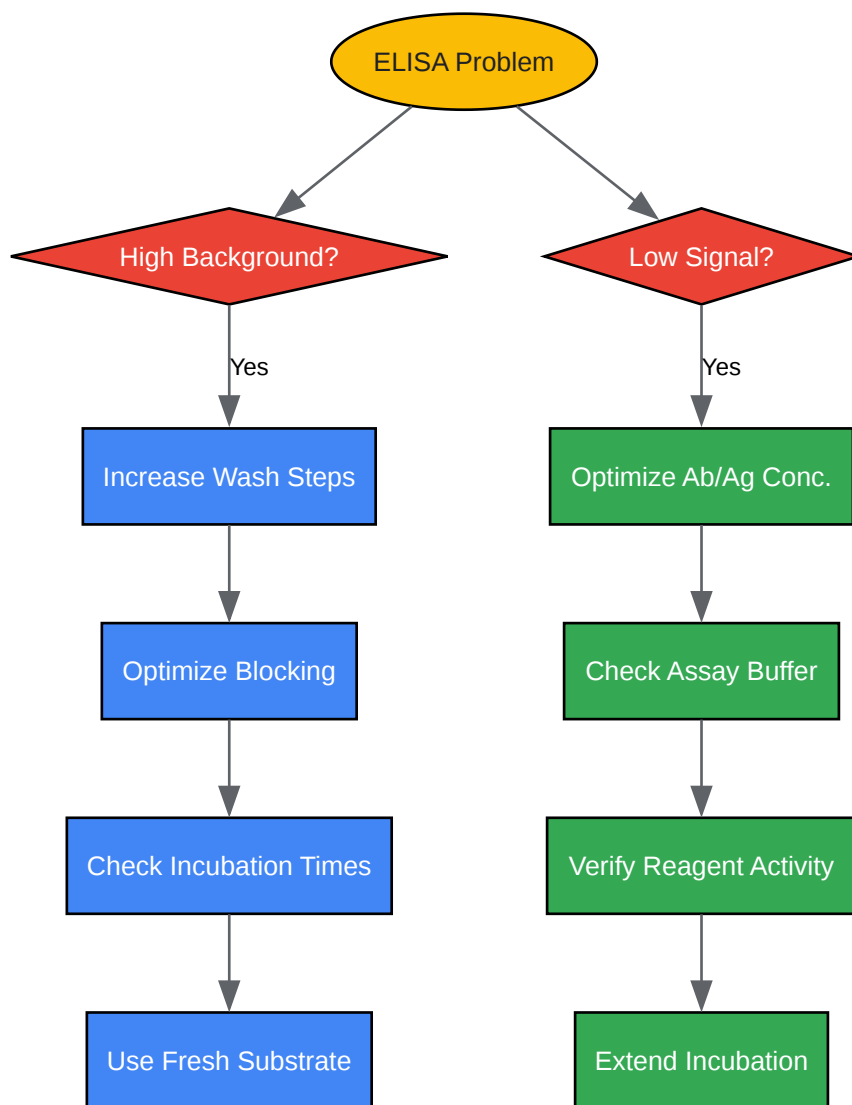 ELISA Problem
High Background?
Low Signal?
Yes
Yes
Increase Wash Steps
Optimize Ab/Ag Conc.
Optimize Blocking
Check Assay Buffer
Check Incubation Times
Verify Reagent Activity
Use Fresh Substrate
Extend Incubation